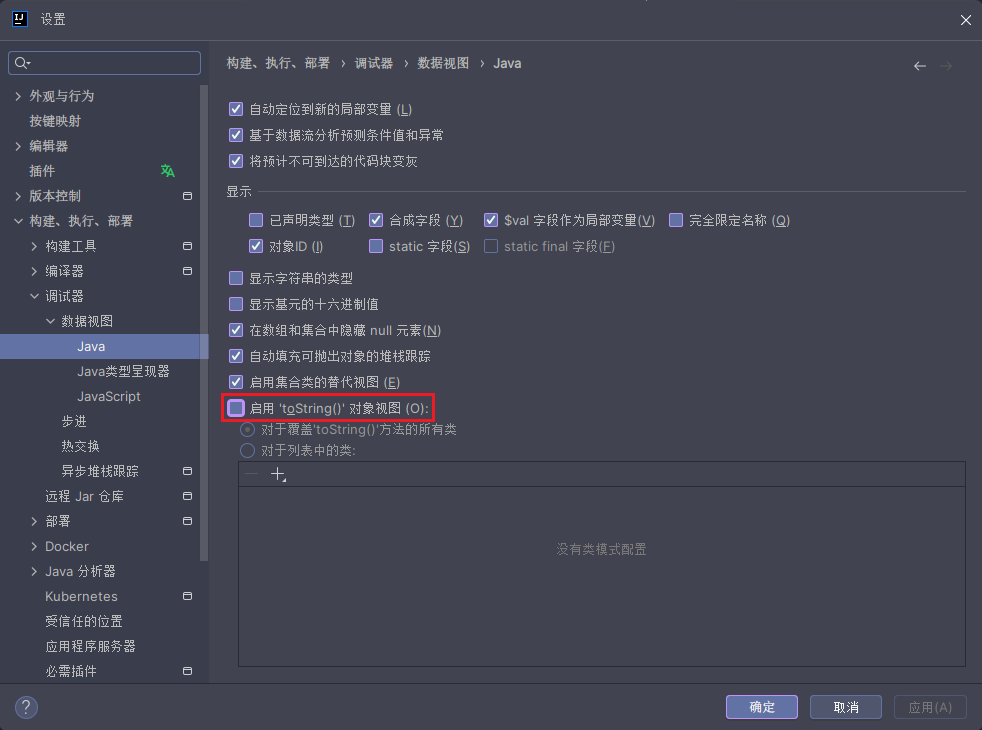 设置
外观与行为
按键映射
编辑器
插件
版本控制
构建、执行、部署
构建工具
编译器
调试器
数据视图
Java
Java类型呈现器
JavaScript
步进
热交换
异步堆栈跟踪
远程 Jar 仓库
部署
Docker
Java 分析器
Kubernetes
受信任的位置
应用程序服务器
必需插件
构建、执行、部署 › 调试器 › 数据视图 › Java
自动定位到新的局部变量 (L)
基于数据流分析预测条件值和异常
将预计不可到达的代码块变灰
显示
已声明类型 (T) 合成字段 (Y) $val 字段作为局部变量(V) 完全限定名称 (Q)
对象ID (I) static 字段(S) static final 字段(F)
显示字符串的类型
显示基元的十六进制值
在数组和集合中隐藏 null 元素(N)
自动填充可抛出对象的堆栈跟踪
启用集合类的替代视图 (E)
启用 'toString()' 对象视图 (O):
对于覆盖'toString()'方法的所有类
对于列表中的类:
没有类模式配置
?
确定 取消 应用(A)